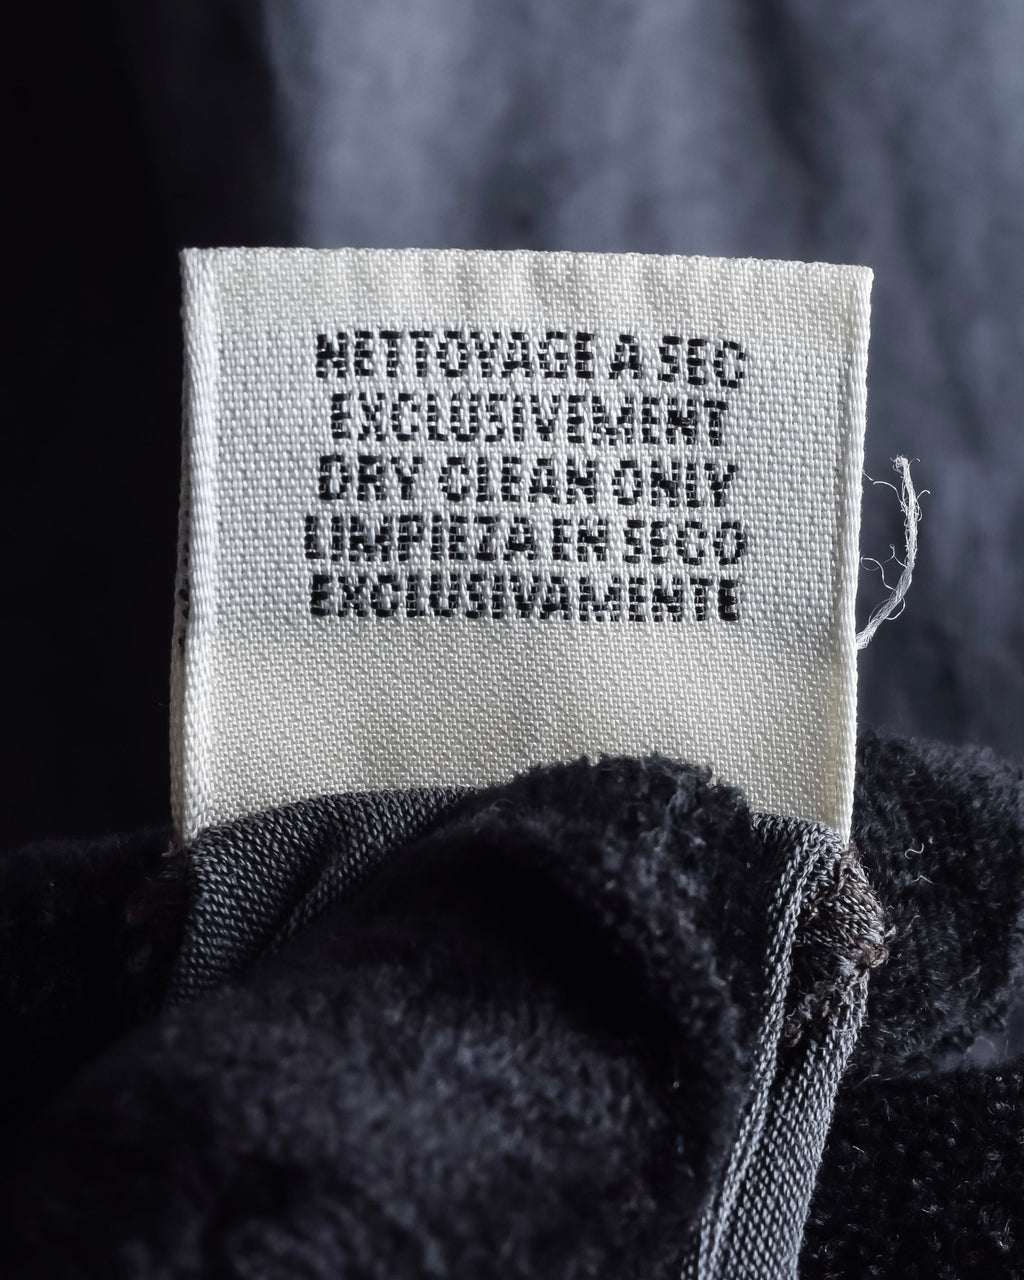 NETTOYAGE A SEC
EXCLUSIVEMENT
DRY CLEAN ONLY
LIMPIEZA EN SECO
EXCLUSIVAMENTE